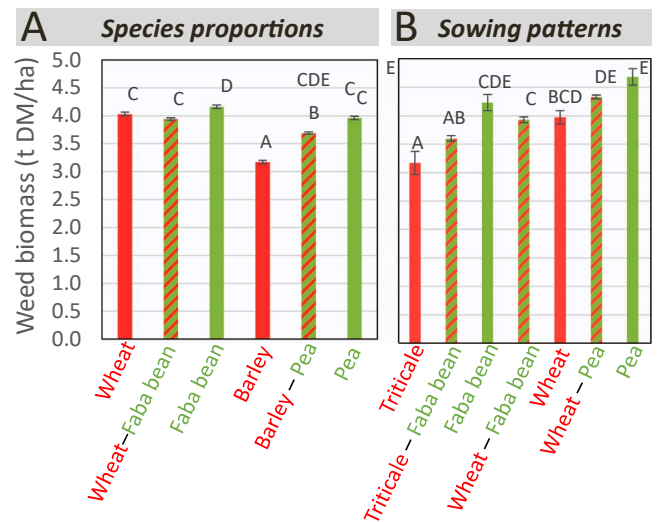 A Species proportions
B Sowing patterns
Weed biomass (t DM/ha)
5.0
4.5
4.0
3.5
3.0
2.5
2.0
1.5
1.0
0.5
0.0
C C D A CDE B C C
E A AB CDE C BCD DE E
Wheat
Wheat–Faba bean
Faba bean
Barley
Barley – Pea
Pea
Triticale
Triticale – Faba bean
Faba bean
Wheat – Faba bean
Wheat
Wheat – Pea
Pea